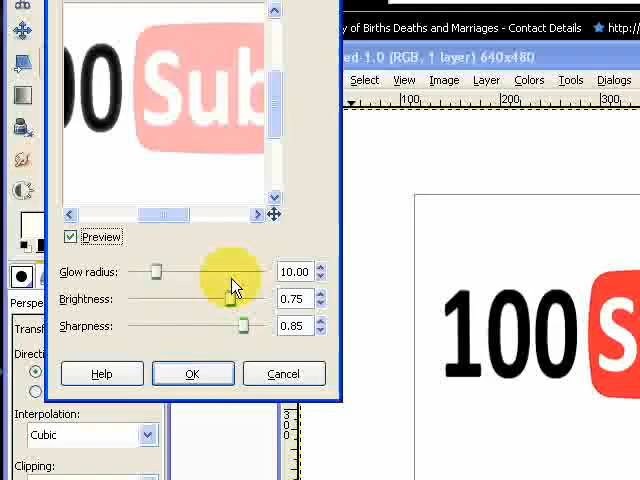 y of Births Deaths and Marriages - Contact Details
http:/
ed-1.0 (RGB, 1 layer) 640x480
Select View Image Layer Colors Tools Dialogs
100 200 300
00 Sub
Preview
Glow radius: 10.00
Brightness: 0.75
Sharpness: 0.85
Help OK Cancel
100 S
Perspe
Transf
Directi
Interpolation:
Cubic
Clipping:
300